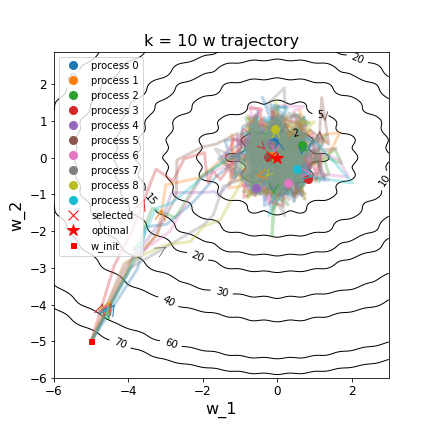 k = 10 w trajectory
process 0
process 1
process 2
process 3
process 4
process 5
process 6
process 7
process 8
process 9
selected
optimal
w_init
20
5
2
10
15
20
30
40
60
70
2
1
0
−1
−2
−3
−4
−5
−6
w_2
−6
−4
−2
0
2
w_1